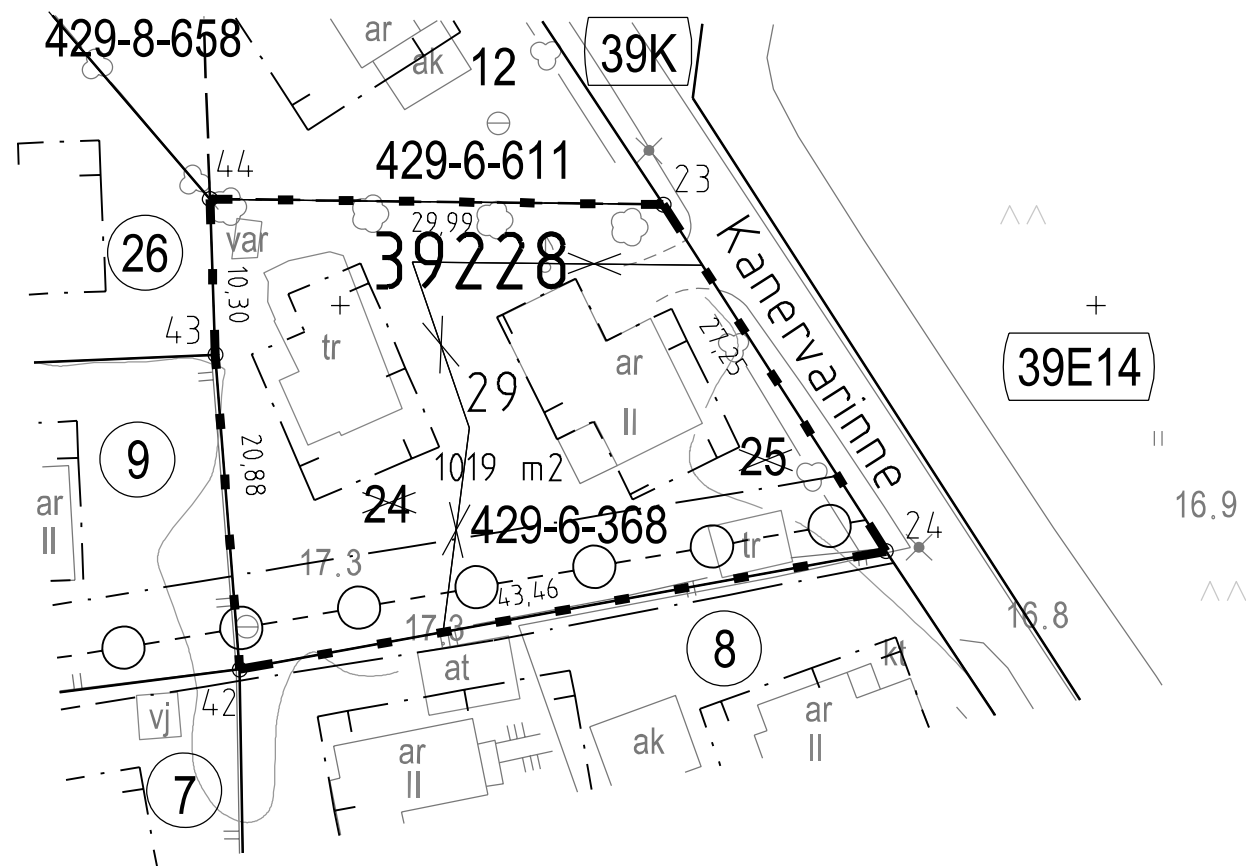 429-8-658
ar
ak
12
39K
44
429-6-611
23
29,99
26
var
39228
Kanervarinne
10,30
43
27,25
tr
ar
II
39E14
29
9
20,88
1019 m2
25
ar
II
24
429-6-368
16.9
24
tr
17.3
43,46
16.8
17.3
8
kt
at
42
vj
ar
II
ak
ar
II
7